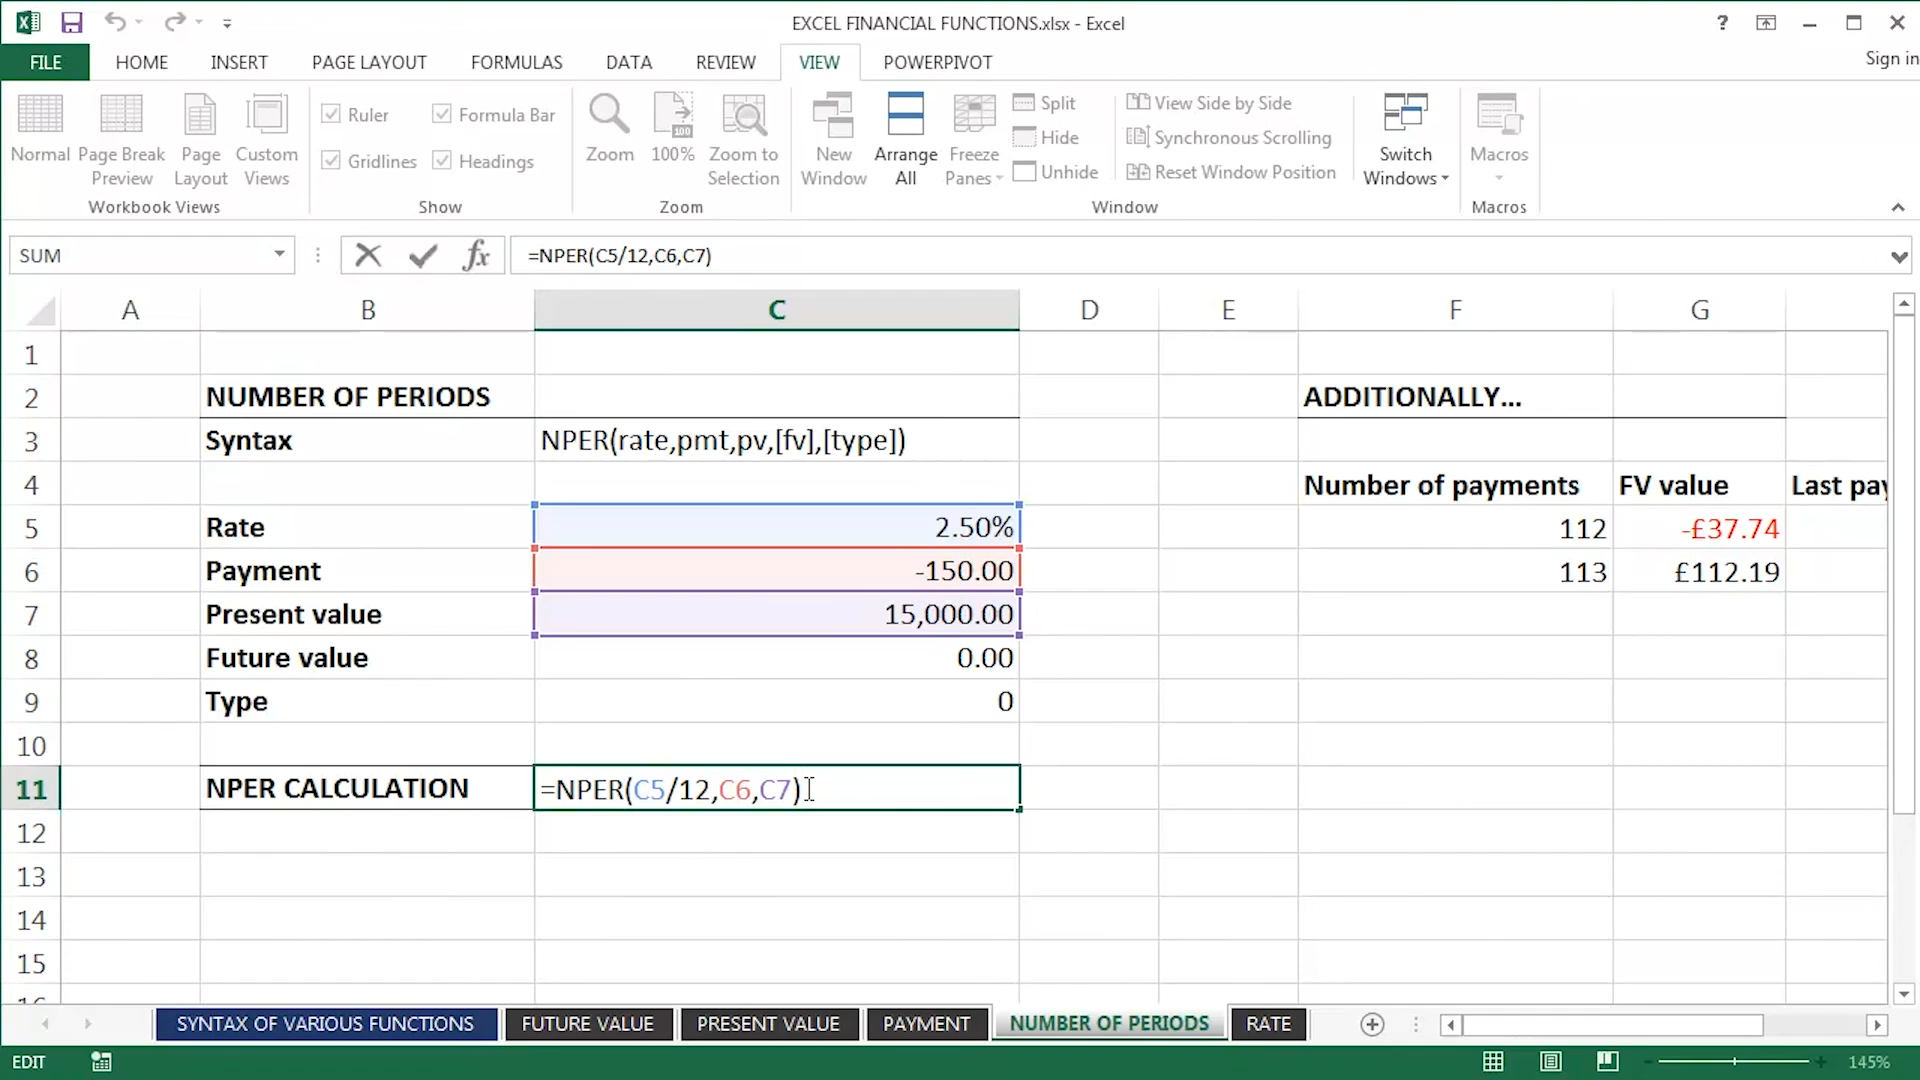 EXCEL FINANCIAL FUNCTIONS.xlsx - Excel
?
FILE HOME INSERT PAGE LAYOUT FORMULAS DATA REVIEW VIEW POWERPIVOT Sign in
Normal
Page Break
Preview
Page
Layout
Custom
Views
Workbook Views
Ruler
Formula Bar
Gridlines
Headings
Show
Zoom
100
100%
Zoom to
Selection
Zoom
New
Window
Arrange
All
Freeze
Panes
Split
Hide
Unhide
View Side by Side
Synchronous Scrolling
Reset Window Position
Window
Switch
Windows
Macros
Macros
SUM fx =NPER(C5/12,C6,C7)
A B C D E F G
1
2 NUMBER OF PERIODS ADDITIONALLY...
3 Syntax NPER(rate,pmt,pv,[fv],[type])
4 Number of payments FV value Last pay
5 Rate 2.50% 112 -£37.74
6 Payment -150.00 113 £112.19
7 Present value 15,000.00
8 Future value 0.00
9 Type 0
10
11 NPER CALCULATION =NPER(C5/12,C6,C7)
12
13
14
15
16
SYNTAX OF VARIOUS FUNCTIONS FUTURE VALUE PRESENT VALUE PAYMENT NUMBER OF PERIODS RATE
EDIT 145%